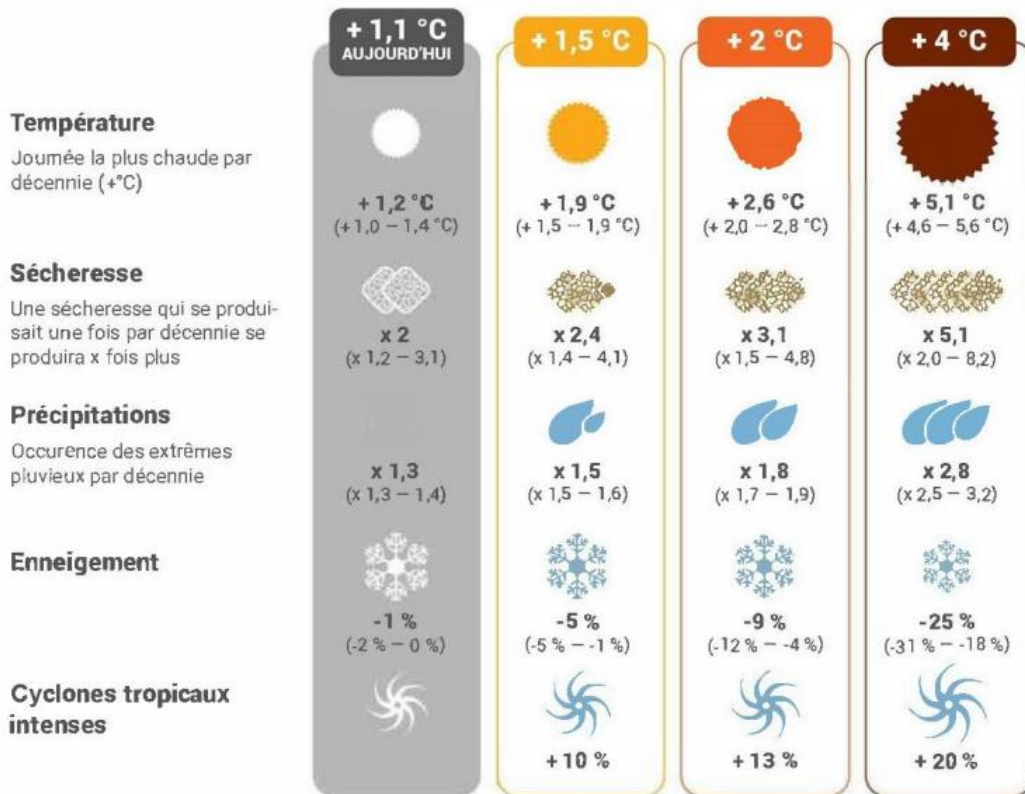 + 1,1 °C
AUJOURD'HUI
+ 1,5 °C
+ 2 °C
+ 4 °C
Température
Journée la plus chaude par
décennie (+°C)
+ 1,2 °C
(+ 1,0 – 1,4 °C)
+ 1,9 °C
(+ 1,5 – 1,9 °C)
+ 2,6 °C
(+ 2,0 – 2,8 °C)
+ 5,1 °C
(+ 4,6 – 5,6 °C)
Sécheresse
Une sécheresse qui se produi-
sait une fois par décennie se
produira x fois plus
x 2
(x 1,2 – 3,1)
x 2,4
(x 1,4 – 4,1)
x 3,1
(x 1,5 – 4,8)
x 5,1
(x 2,0 – 8,2)
Précipitations
Occurence des extrêmes
pluvieux par décennie
x 1,3
(x 1,3 – 1,4)
x 1,5
(x 1,5 – 1,6)
x 1,8
(x 1,7 – 1,9)
x 2,8
(x 2,5 – 3,2)
Enneigement
-1 %
(-2 % – 0 %)
-5 %
(-5 % – -1 %)
-9 %
(-12 % – -4 %)
-25 %
(-31 % – -18 %)
Cyclones tropicaux
intenses
+ 10 %
+ 13 %
+ 20 %